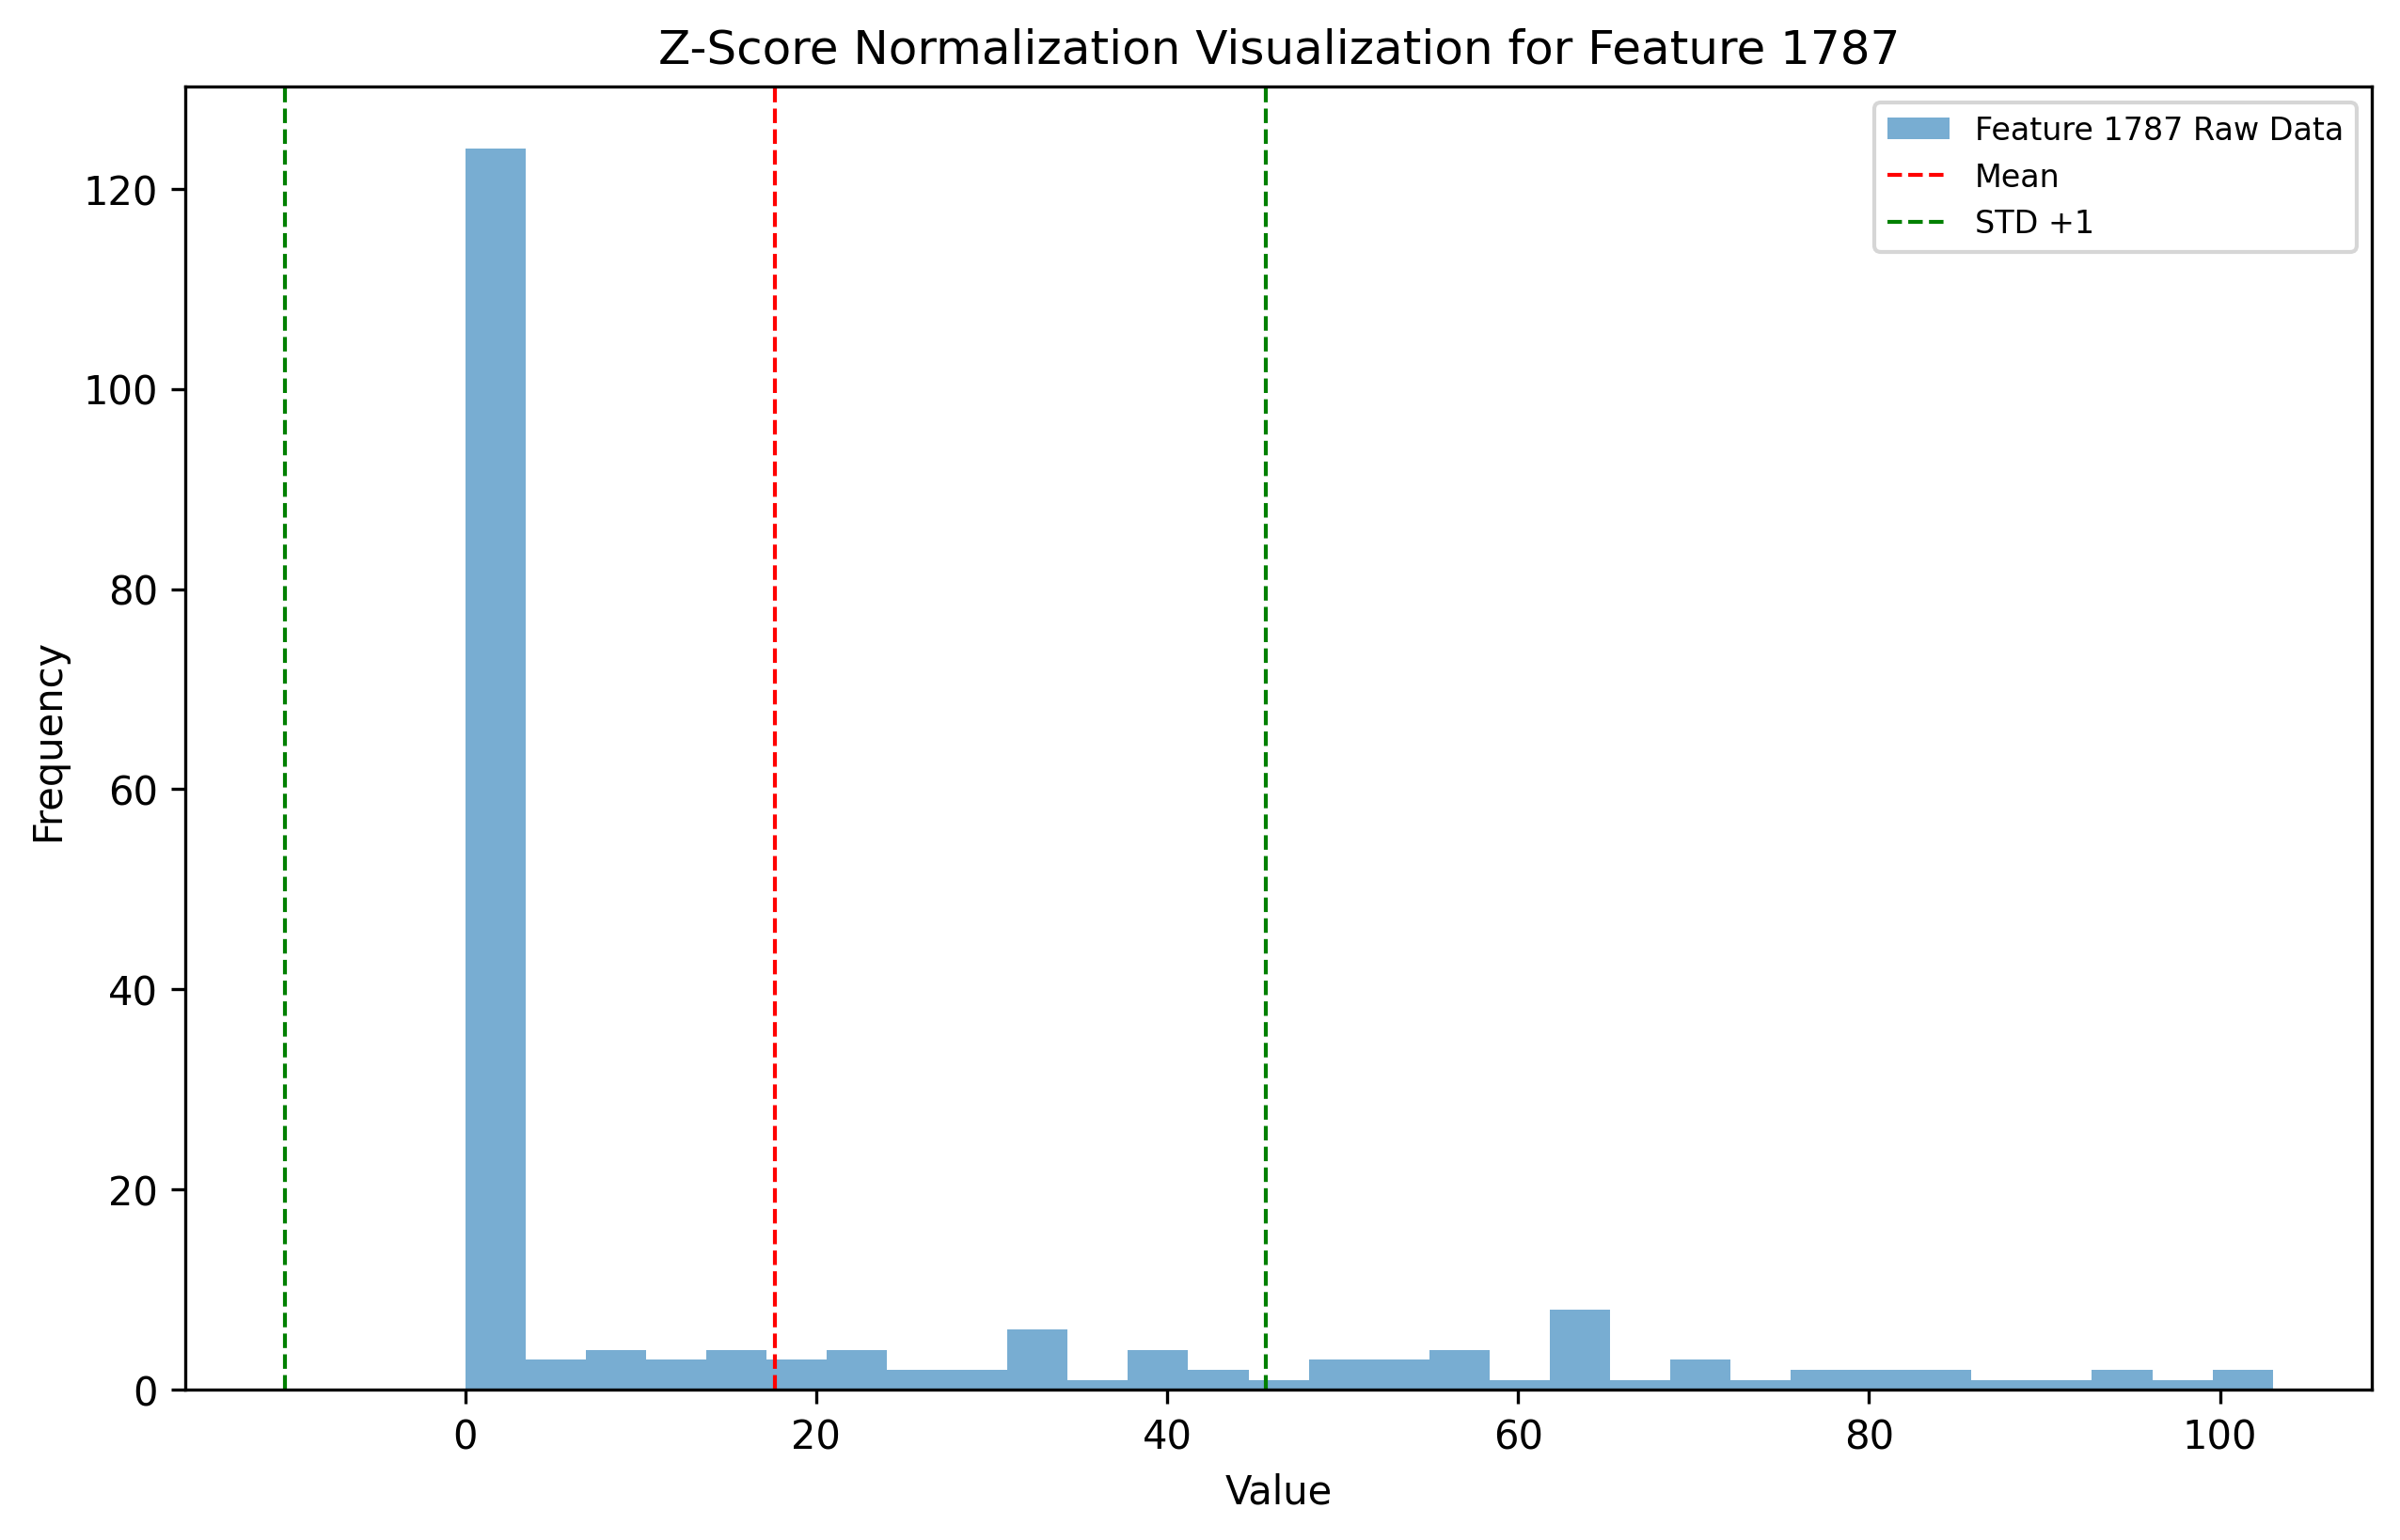 Z-Score Normalization Visualization for Feature 1787
Feature 1787 Raw Data
Mean
STD +1
120
100
80
60
40
20
0
Frequency
0 20 40 60 80 100
Value